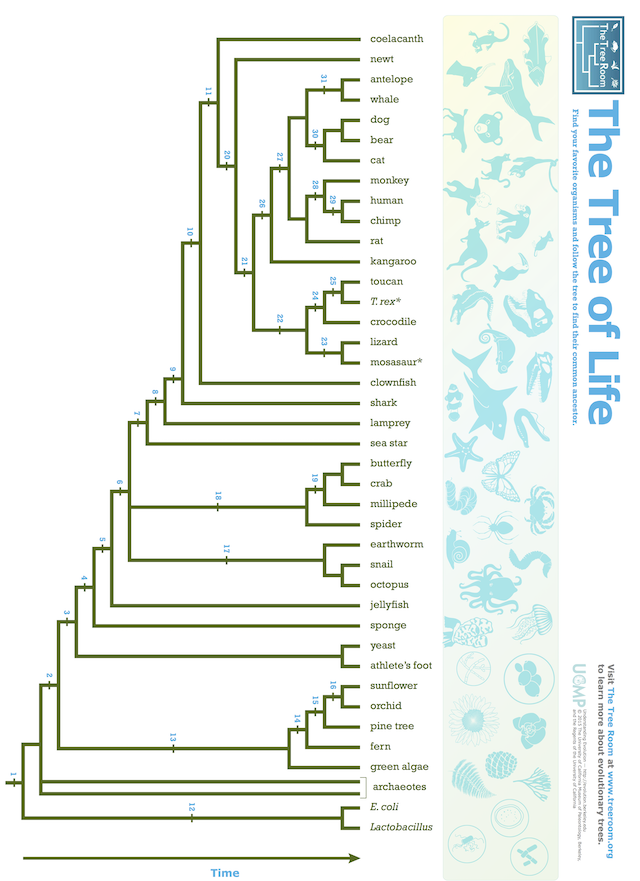 The Tree Room
The Tree of Life
Find your favorite organisms and follow the tree to find their common ancestor.
coelacanth
newt
antelope
whale
dog
bear
cat
monkey
human
chimp
rat
kangaroo
toucan
T. rex*
crocodile
lizard
mosasaur*
clownfish
shark
lamprey
sea star
butterfly
crab
millipede
spider
earthworm
snail
octopus
jellyfish
sponge
yeast
athlete's foot
sunflower
orchid
pine tree
fern
green algae
archaeotes
E. coli
Lactobacillus
31
11
30
20
27
28
29
26
10
21
25
24
22
23
9
8
7
19
6
18
5
17
4
3
2
16
15
14
13
1
12
Time
Visit The Tree Room at www.treeroom.org
to learn more about evolutionary trees.
UCMP
Understanding Evolution – http://evolution.berkeley.edu
© 2013 The University of California Museum of Paleontology, Berkeley,
and the Regents of the University of California